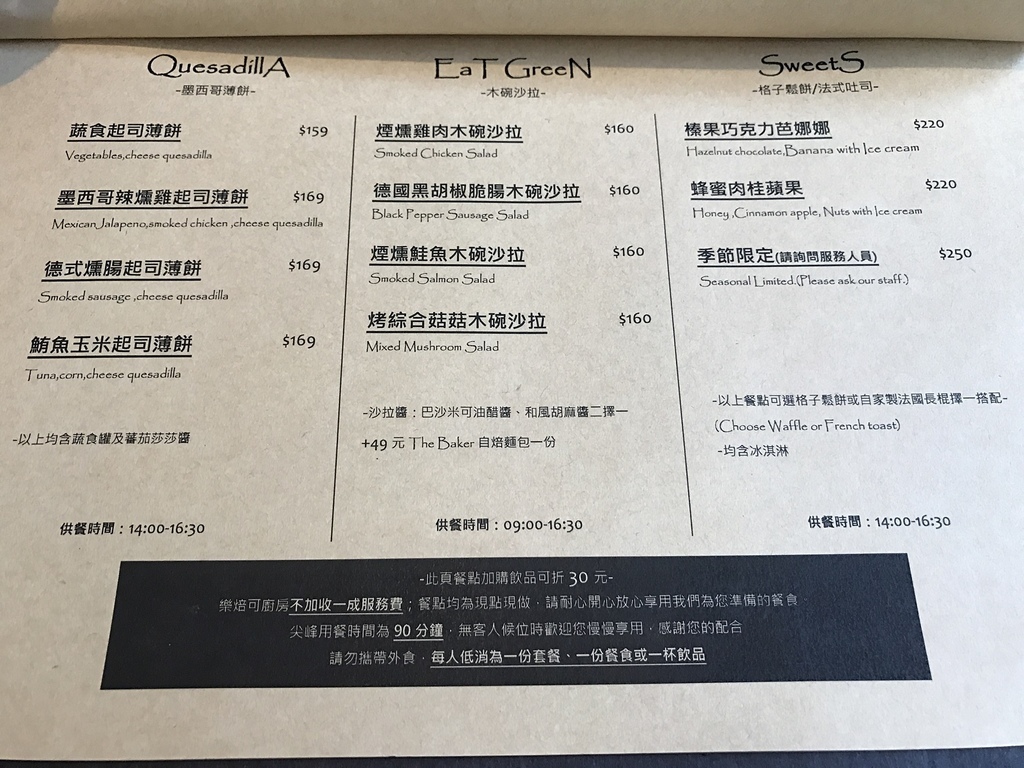 QuesadillA
-墨西哥薄餅-
蔬食起司薄餅 $159
Vegetables,cheese quesadilla
墨西哥辣燻雞起司薄餅 $169
Mexican Jalapeno,smoked chicken ,cheese quesadilla
德式燻腸起司薄餅 $169
Smoked sausage ,cheese quesadilla
鮪魚玉米起司薄餅 $169
Tuna,corn,cheese quesadilla
-以上均含蔬食罐及蕃茄莎莎醬
供餐時間：14:00-16:30
EaT GreeN
-木碗沙拉-
煙燻雞肉木碗沙拉 $160
Smoked Chicken Salad
德國黑胡椒脆腸木碗沙拉 $160
Black Pepper Sausage Salad
煙燻鮭魚木碗沙拉 $160
Smoked Salmon Salad
烤綜合菇菇木碗沙拉 $160
Mixed Mushroom Salad
-沙拉醬：巴沙米可油醋醬、和風胡麻醬二擇一
+49 元 The Baker 自焙麵包一份
供餐時間：09:00-16:30
SweetS
-格子鬆餅/法式吐司-
榛果巧克力芭娜娜 $220
Hazelnut chocolate,Banana with Ice cream
蜂蜜肉桂蘋果 $220
Honey ,Cinnamon apple, Nuts with Ice cream
季節限定(請詢問服務人員) $250
Seasonal Limited.(Please ask our staff.)
-以上餐點可選格子鬆餅或自家製法國長棍擇一搭配-
(Choose Waffle or French toast)
-均含冰淇淋
供餐時間：14:00-16:30
-此頁餐點加購飲品可折 30 元-
樂焙可廚房不加收一成服務費；餐點均為現點現做，請耐心開心放心享用我們為您準備的餐食。
尖峰用餐時間為 90 分鐘，無客人候位時歡迎您慢慢享用，感謝您的配合
請勿攜帶外食，每人低消為一份套餐、一份餐食或一杯飲品